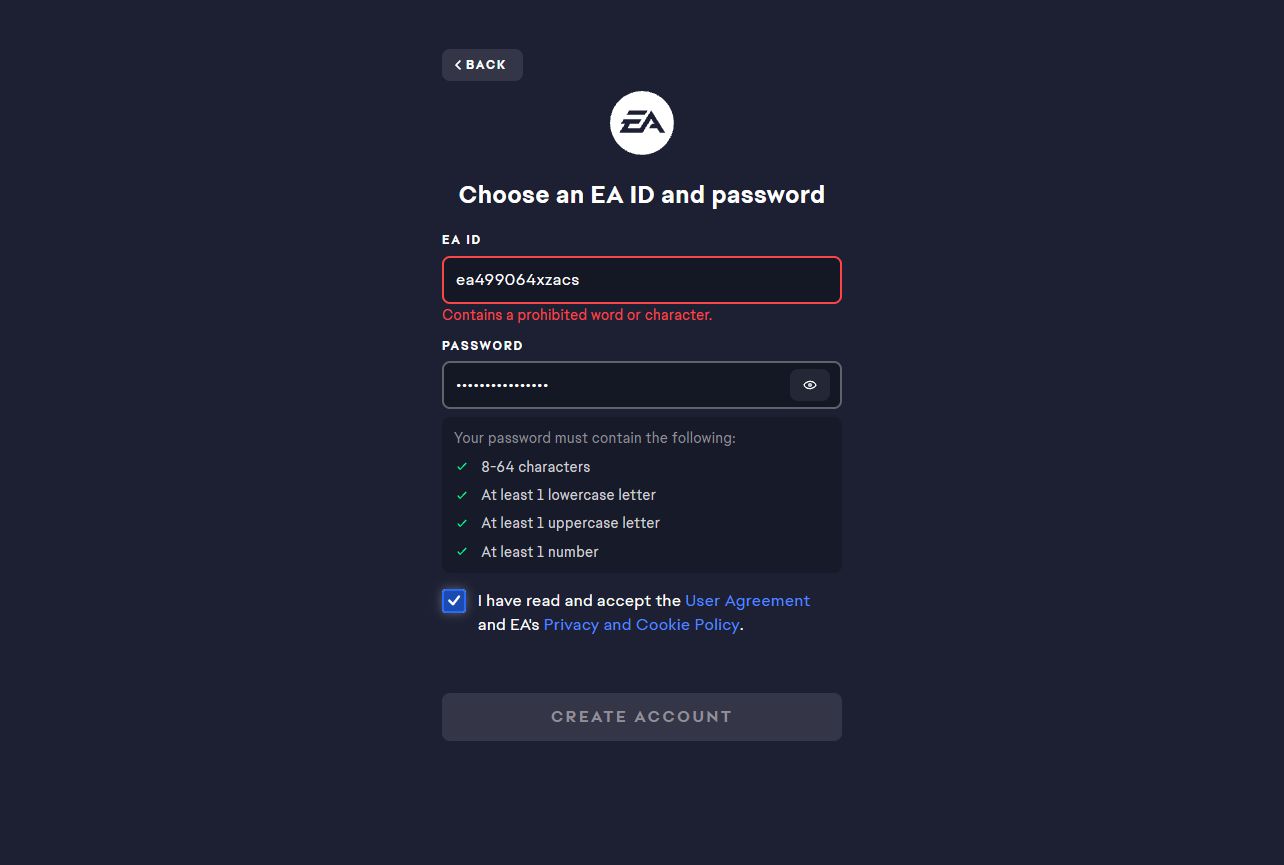 BACK
EA
Choose an EA ID and password
EA ID
ea499064xzacs
Contains a prohibited word or character.
PASSWORD
••••••••••••••••
Your password must contain the following:
8-64 characters
At least 1 lowercase letter
At least 1 uppercase letter
At least 1 number
I have read and accept the User Agreement
and EA's Privacy and Cookie Policy.
CREATE ACCOUNT